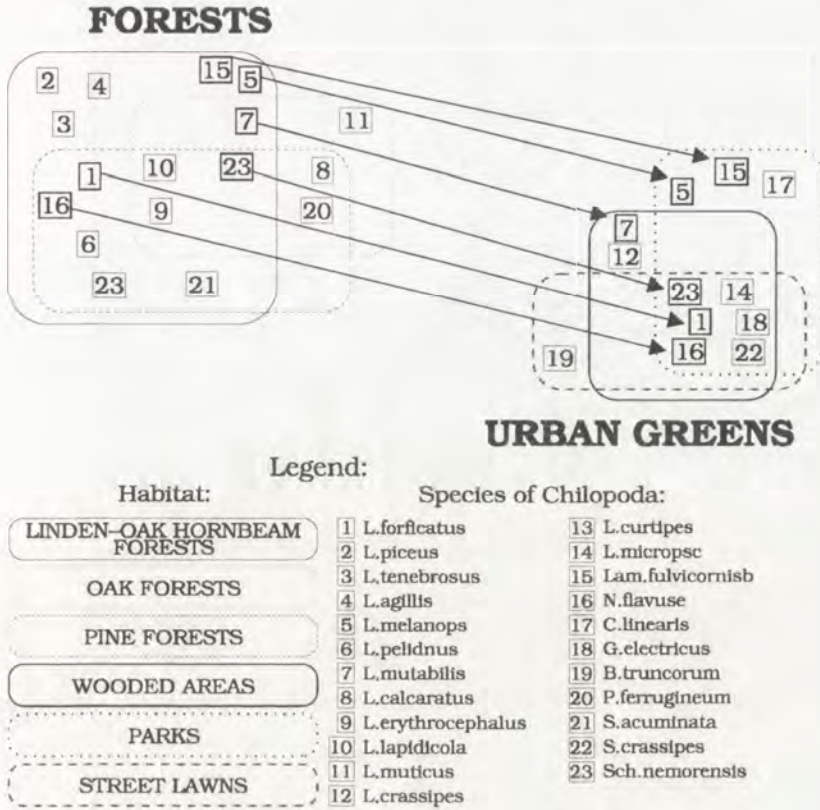 FORESTS
2 4 15 5
3 7 11
1 10 23 8
16 9 20
6
23 21
15
5 17
7
12
23 14
1 18
19 16 22
URBAN GREENS
Legend:
Habitat:
LINDEN–OAK HORNBEAM
FORESTS
OAK FORESTS
PINE FORESTS
WOODED AREAS
PARKS
STREET LAWNS
Species of Chilopoda:
1 L.forficatus
2 L.piceus
3 L.tenebrosus
4 L.agillis
5 L.melanops
6 L.pelidnus
7 L.mutabilis
8 L.calcaratus
9 L.erythrocephalus
10 L.lapidicola
11 L.muticus
12 L.crassipes
13 L.curtipes
14 L.micropsc
15 Lam.fulvicornisb
16 N.flavuse
17 C.linearis
18 G.electricus
19 B.truncorum
20 P.ferrugineum
21 S.acuminata
22 S.crassipes
23 Sch.nemorensis